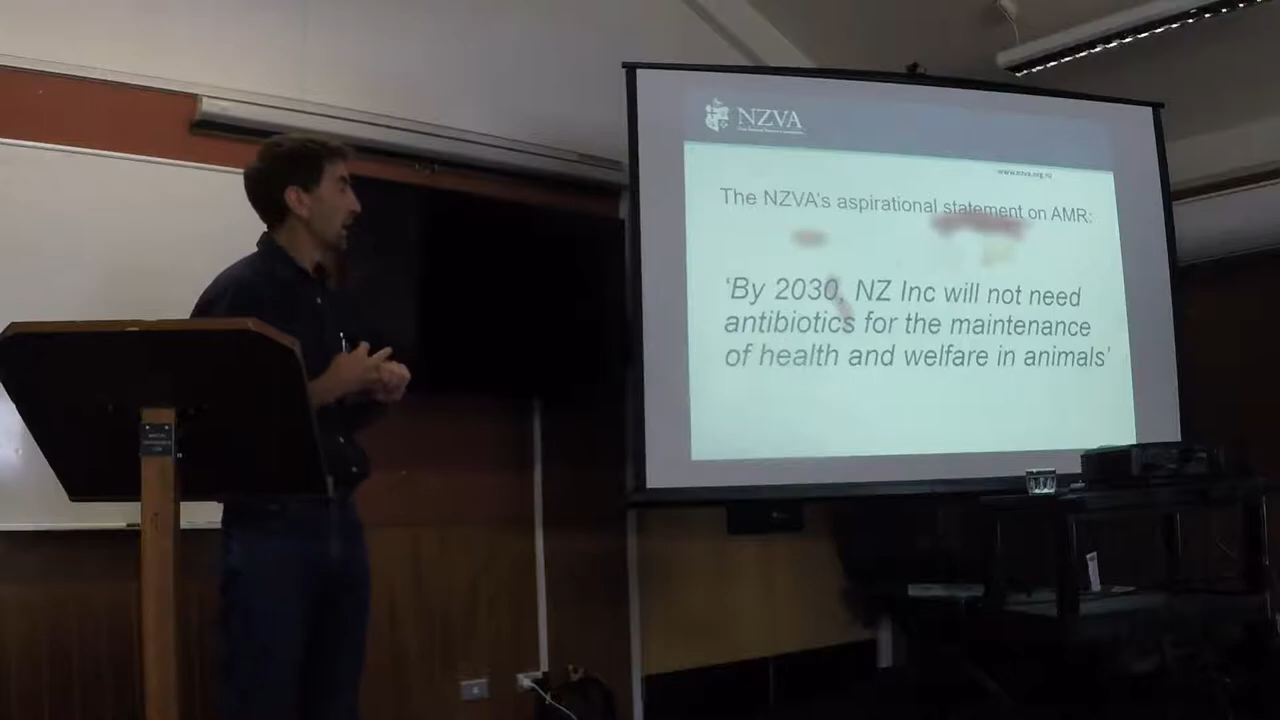 NZVA
www.nzva.org.nz
The NZVA's aspirational statement on AMR:
‘By 2030, NZ Inc will not need
antibiotics for the maintenance
of health and welfare in animals’